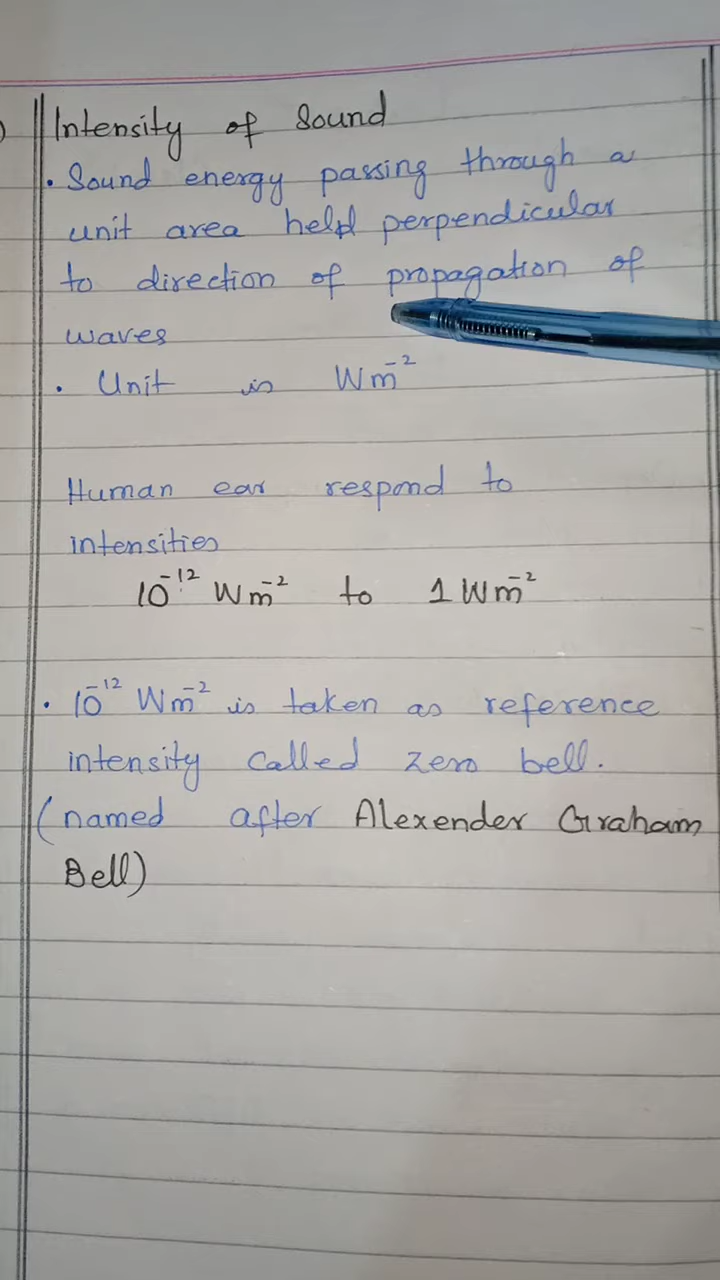 Intensity of Sound
• Sound energy passing through a
unit area held perpendicular
to direction of propagation of
waves
• Unit is Wm⁻²
Human ear respond to
intensities
10⁻¹² Wm⁻² to 1 Wm⁻²
• 10⁻¹² Wm⁻² is taken as reference
intensity called zero bell.
(named after Alexender Graham
Bell)